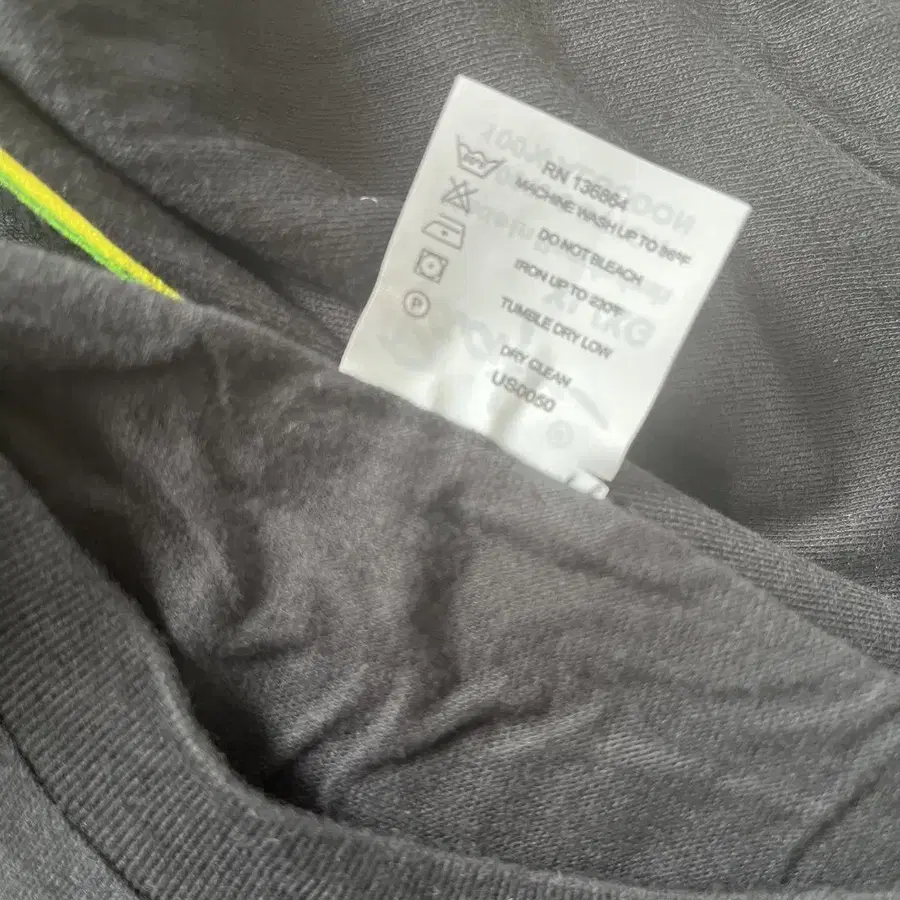 RN 136864
MACHINE WASH UP TO 86°F
DO NOT BLEACH
IRON UP TO 230°F
TUMBLE DRY LOW
DRY CLEAN
US0050
P